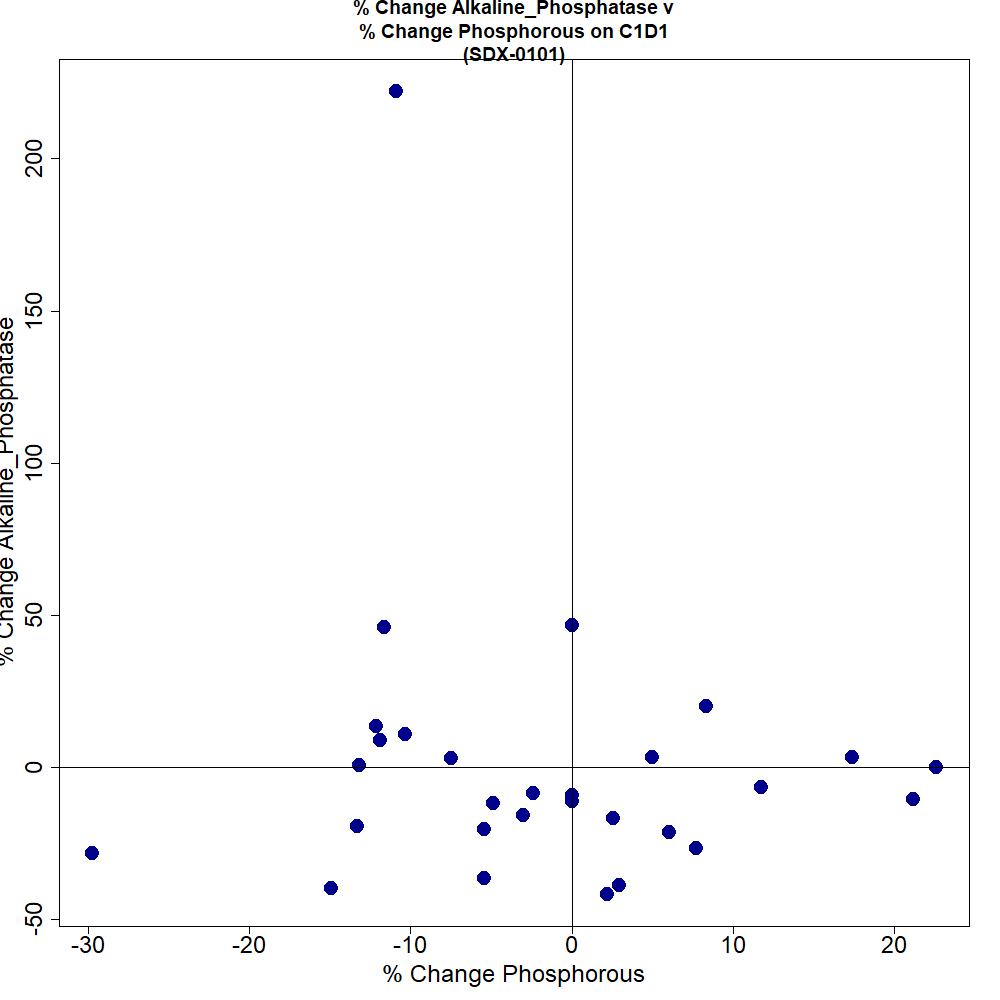 % Change Alkaline_Phosphatase v
% Change Phosphorous on C1D1
(SDX-0101)
% Change Alkaline_Phosphatase
200
150
100
50
0
-50
-30
-20
-10
0
10
20
% Change Phosphorous